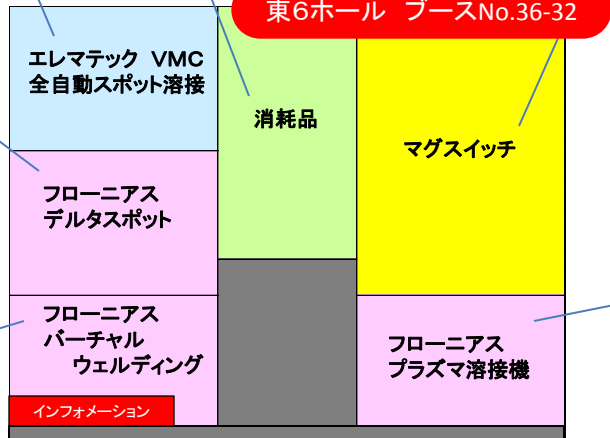 東6ホール ブースNo.36-32
エレマテック VMC
全自動スポット溶接
消耗品
マグスイッチ
フローニアス
デルタスポット
フローニアス
バーチャル
ウェルディング
フローニアス
プラズマ溶接機
インフォメーション